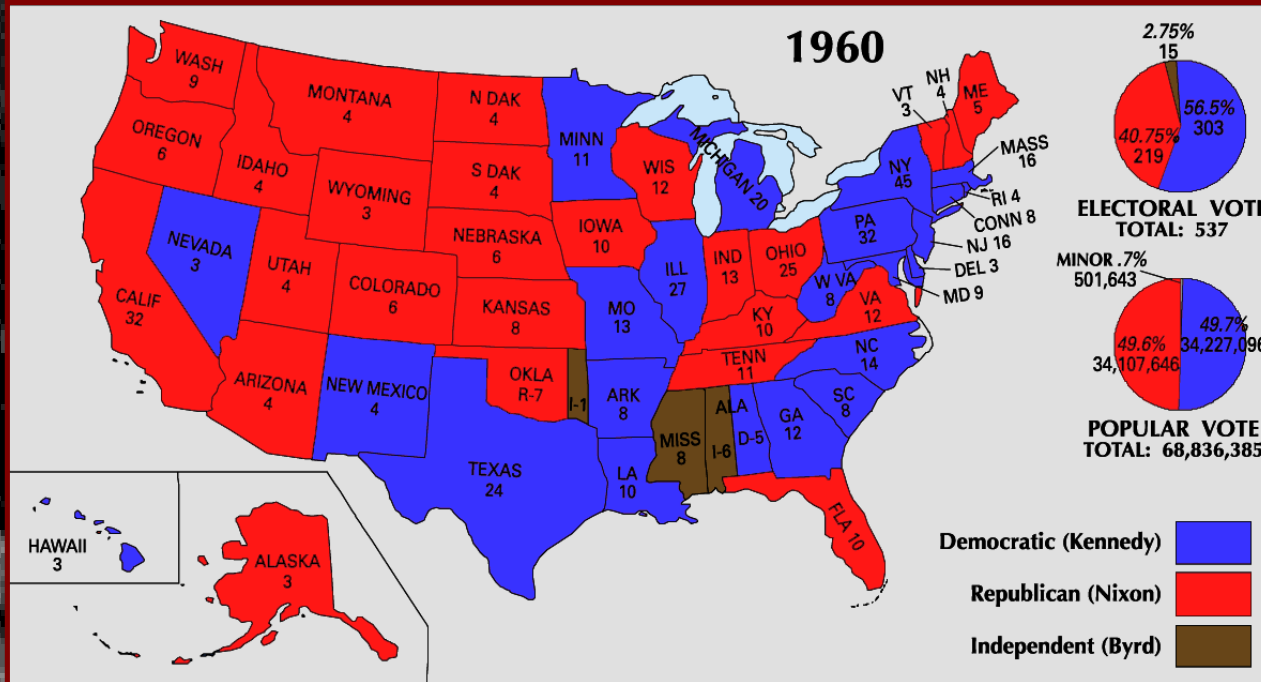 1960
WASH
9
OREGON
6
CALIF
32
NEVADA
3
IDAHO
4
MONTANA
4
WYOMING
3
UTAH
4
COLORADO
6
ARIZONA
4
NEW MEXICO
4
N DAK
4
S DAK
4
NEBRASKA
6
KANSAS
8
OKLA
R-7
I-1
TEXAS
24
MINN
11
IOWA
10
MO
13
ARK
8
LA
10
WIS
12
ILL
27
MICHIGAN 20
IND
13
OHIO
25
KY
10
TENN
11
MISS
8
ALA
I-6
D-5
GA
12
FLA 10
SC
8
NC
14
VA
12
W VA
8
PA
32
NY
45
VT
3
NH
4
ME
5
MASS
16
RI 4
CONN 8
NJ 16
DEL 3
MD 9
HAWAII
3
ALASKA
3
2.75%
15
56.5%
303
40.75%
219
ELECTORAL VOTE
TOTAL: 537
MINOR .7%
501,643
49.7%
34,227,096
49.6%
34,107,646
POPULAR VOTE
TOTAL: 68,836,385
Democratic (Kennedy)
Republican (Nixon)
Independent (Byrd)